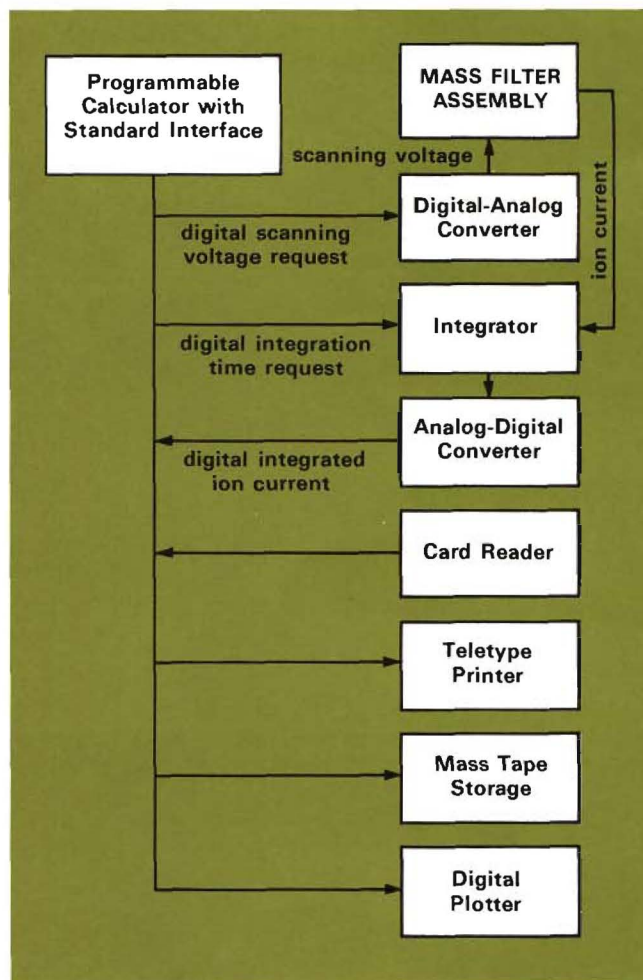 Programmable
Calculator with
Standard Interface
MASS FILTER
ASSEMBLY
scanning voltage
ion current
Digital-Analog
Converter
digital scanning
voltage request
Integrator
digital integration
time request
Analog-Digital
Converter
digital integrated
ion current
Card Reader
Teletype
Printer
Mass Tape
Storage
Digital
Plotter